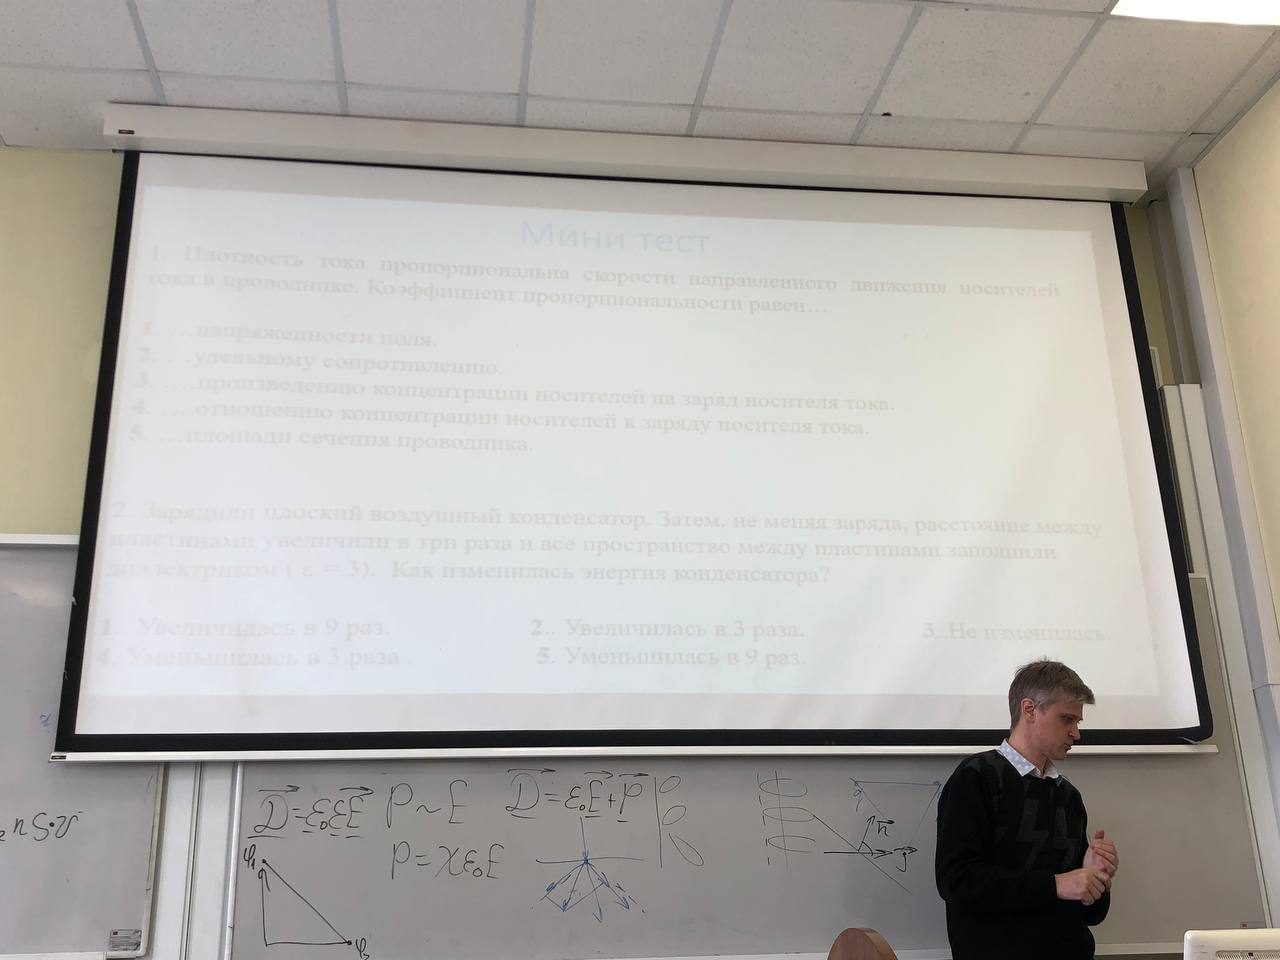 Мини тест
1. Плотность тока пропорциональна скорости направленного движения носителей
тока в проводнике. Коэффициент пропорциональности равен…
1. …напряженности поля.
2. …удельному сопротивлению.
3. ….произведению концентрации носителей на заряд носителя тока.
4. ….отношению концентрации носителей к заряду носителя тока.
5. …площади сечения проводника.
2. Зарядили плоский воздушный конденсатор. Затем, не меняя заряда, расстояние между
пластинами увеличили в три раза и все пространство между пластинами заполнили
диэлектриком ( ε = 3). Как изменилась энергия конденсатора?
1.. Увеличилась в 9 раз. 2.. Увеличилась в 3 раза. 3..Не изменилась.
4. Уменьшилась в 3 раза . 5. Уменьшилась в 9 раз.
D=ε₀εE P~E D=ε₀E+P
P=χε₀E
φ₁
n
j
φ₂